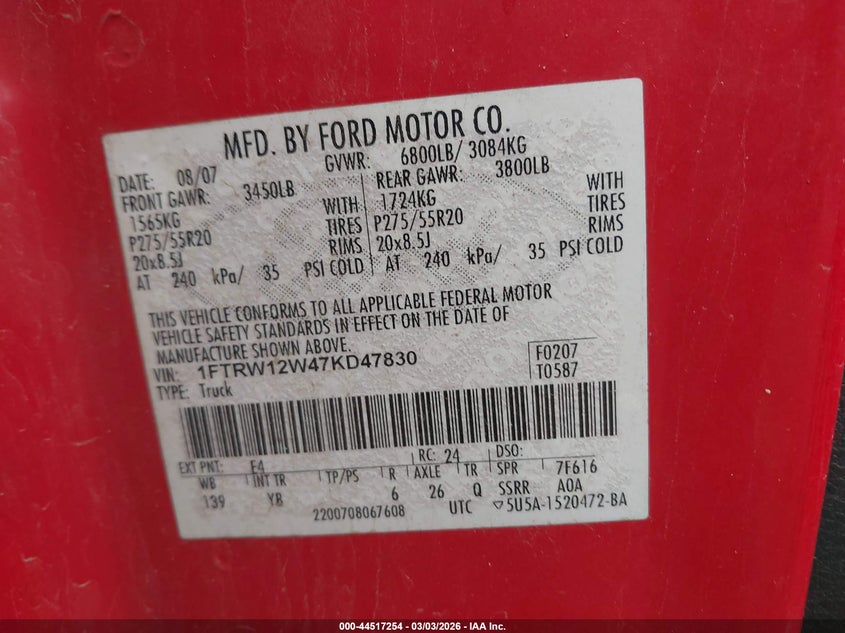 MFD. BY FORD MOTOR CO.
DATE: 08/07 GVWR: 6800LB/ 3084KG
FRONT GAWR: 3450LB REAR GAWR: 3800LB
1565KG WITH 1724KG WITH
P275/55R20 TIRES P275/55R20 TIRES
20x8.5J RIMS 20x8.5J RIMS
AT 240 kPa/ 35 PSI COLD AT 240 kPa/ 35 PSI COLD
THIS VEHICLE CONFORMS TO ALL APPLICABLE FEDERAL MOTOR
VEHICLE SAFETY STANDARDS IN EFFECT ON THE DATE OF
MANUFACTURE SHOWN ABOVE.
VIN: 1FTRW12W47KD47830 F0207
TYPE: Truck T0587
EXT PNT: E4 RC: 24 DSO:
WB INT TR TP/PS R AXLE TR SPR 7F616
139 YB 6 26 Q SSRR A0A
2200708067608 UTC ▽5U5A-1520472-BA
000-44517254 - 03/03/2026 - IAA Inc.